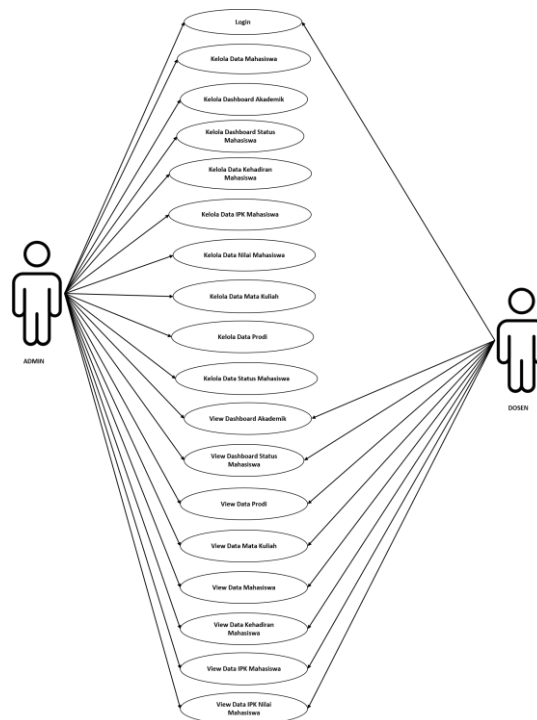 Login
Kelola Data Mahasiswa
Kelola Dashboard Akademik
Kelola Dashboard Status
Mahasiswa
Kelola Data Kehadiran
Mahasiswa
Kelola Data IPK Mahasiswa
Kelola Data Nilai Mahasiswa
Kelola Data Mata Kuliah
Kelola Data Prodi
Kelola Data Status Mahasiswa
View Dashboard Akademik
View Dashboard Status
Mahasiswa
View Data Prodi
View Data Mata Kuliah
View Data Mahasiswa
View Data Kehadiran
Mahasiswa
View Data IPK Mahasiswa
View Data IPK Nilai
Mahasiswa
ADMIN
DOSEN